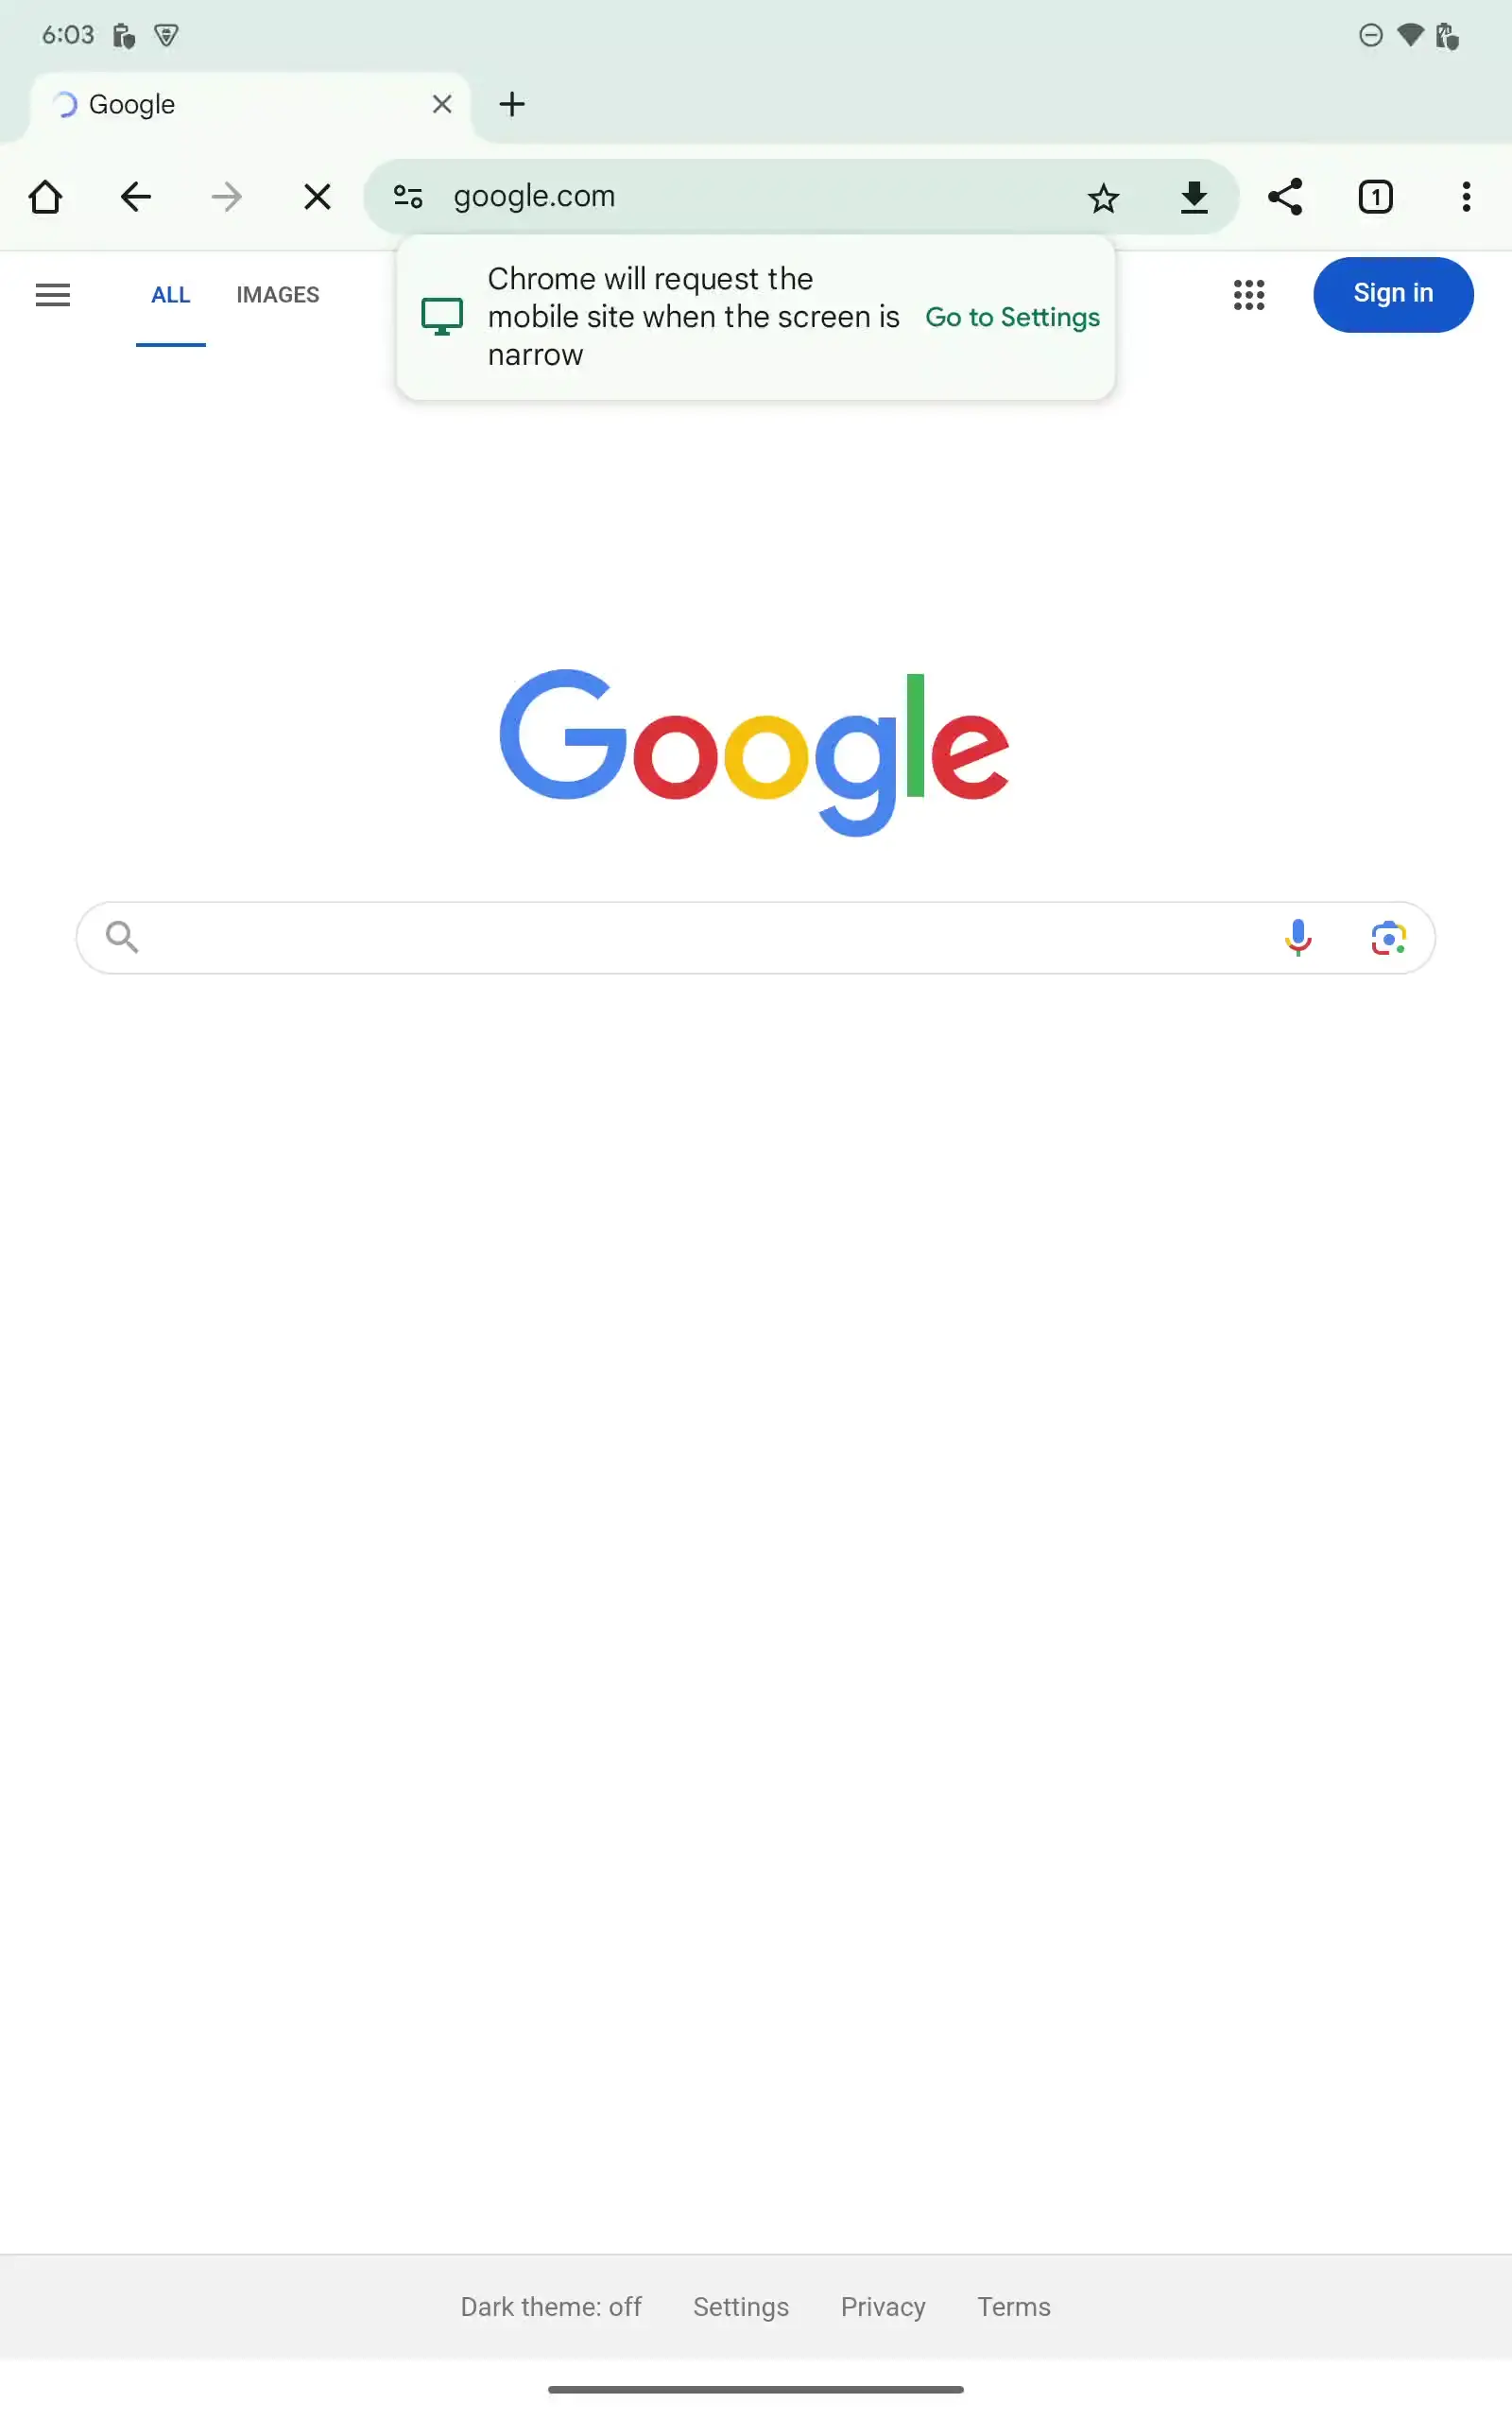 6:03
Google
google.com
1
ALL IMAGES
Chrome will request the
mobile site when the screen is
narrow
Go to Settings
Sign in
Google
Dark theme: off Settings Privacy Terms